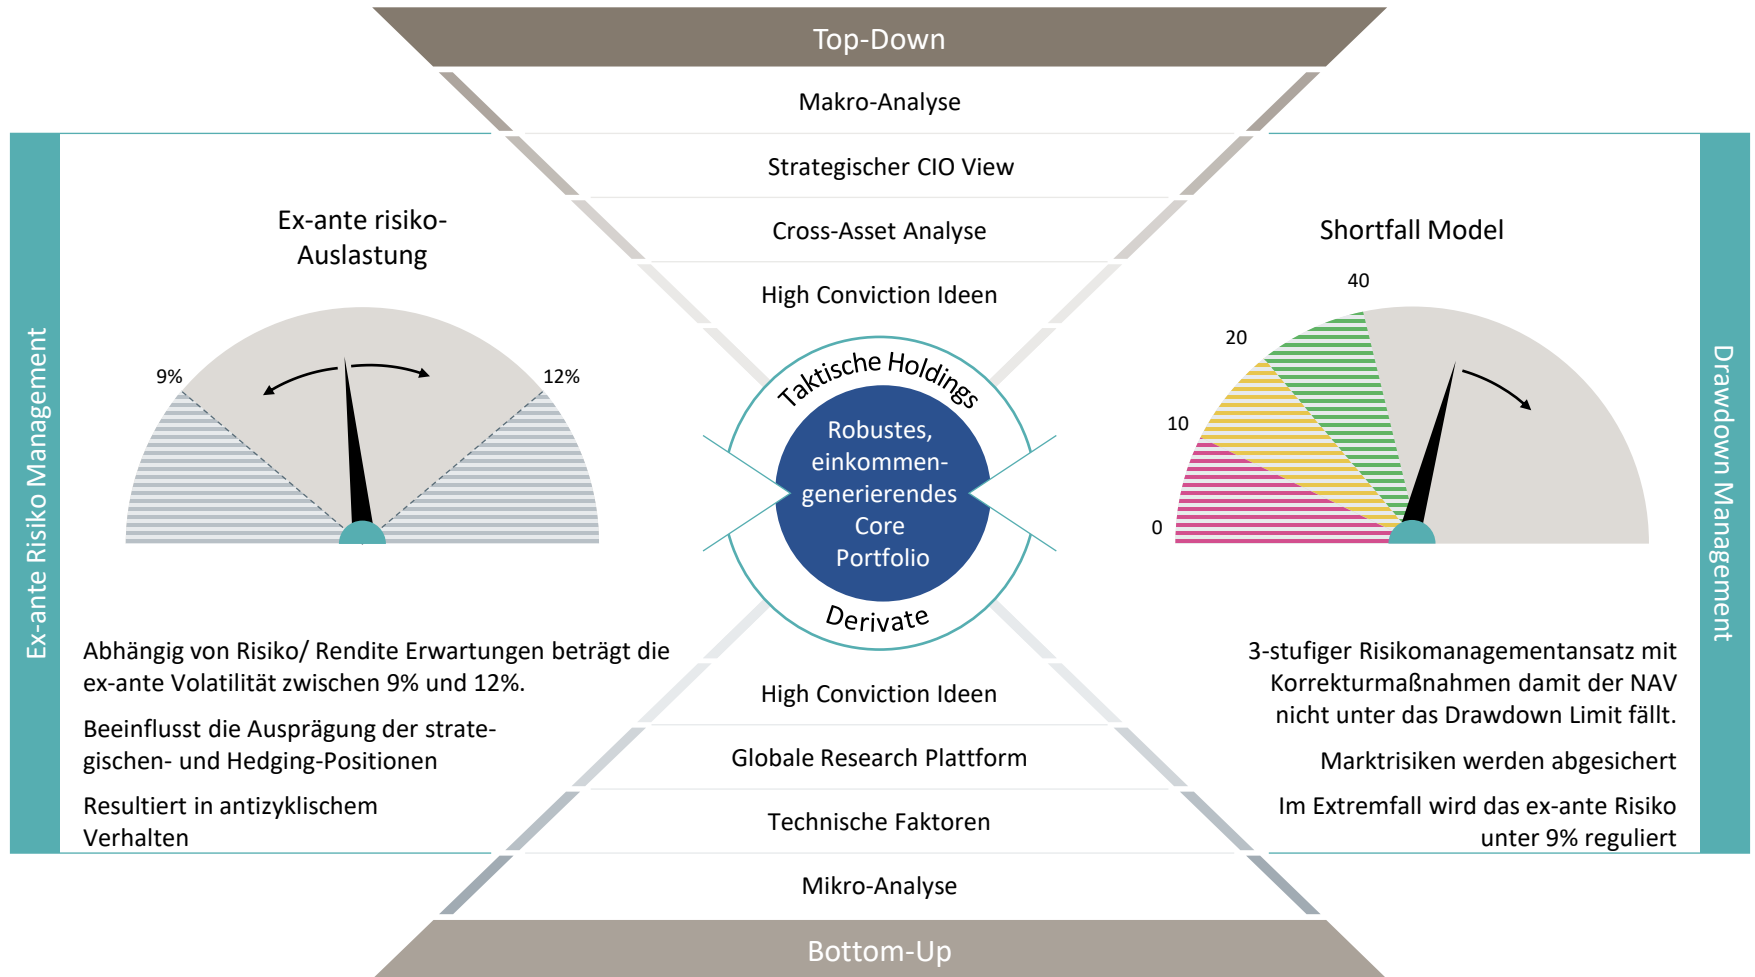 Top-Down
Makro-Analyse
Strategischer CIO View
Cross-Asset Analyse
High Conviction Ideen
Ex-ante Risiko Management
Ex-ante risiko-
Auslastung
9%
12%
Abhängig von Risiko/ Rendite Erwartungen beträgt die
ex-ante Volatilität zwischen 9% und 12%.
Beeinflusst die Ausprägung der strate-
gischen- und Hedging-Positionen
Resultiert in antizyklischem
Verhalten
Taktische Holdings
Robustes,
einkommen-
generierendes
Core
Portfolio
Derivate
Shortfall Model
40
20
10
0
3-stufiger Risikomanagementansatz mit
Korrekturmaßnahmen damit der NAV
nicht unter das Drawdown Limit fällt.
Marktrisiken werden abgesichert
Im Extremfall wird das ex-ante Risiko
unter 9% reguliert
Drawdown Management
High Conviction Ideen
Globale Research Plattform
Technische Faktoren
Mikro-Analyse
Bottom-Up